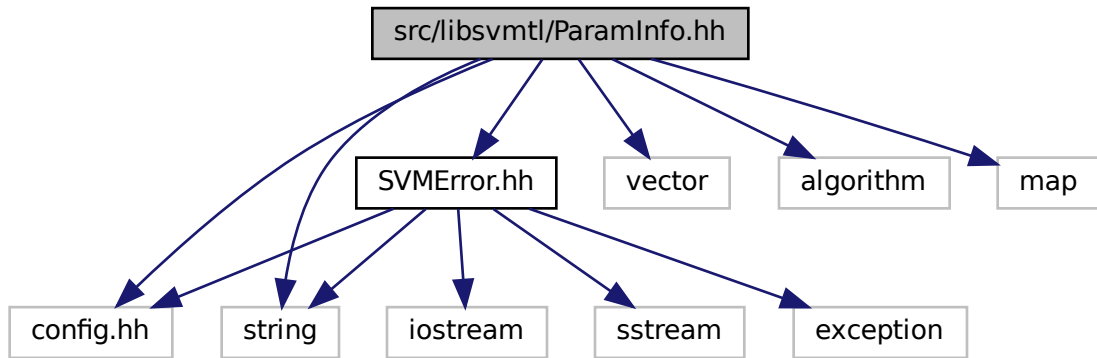 src/libsvmtl/ParamInfo.hh
SVMError.hh
vector
algorithm
map
config.hh
string
iostream
sstream
exception